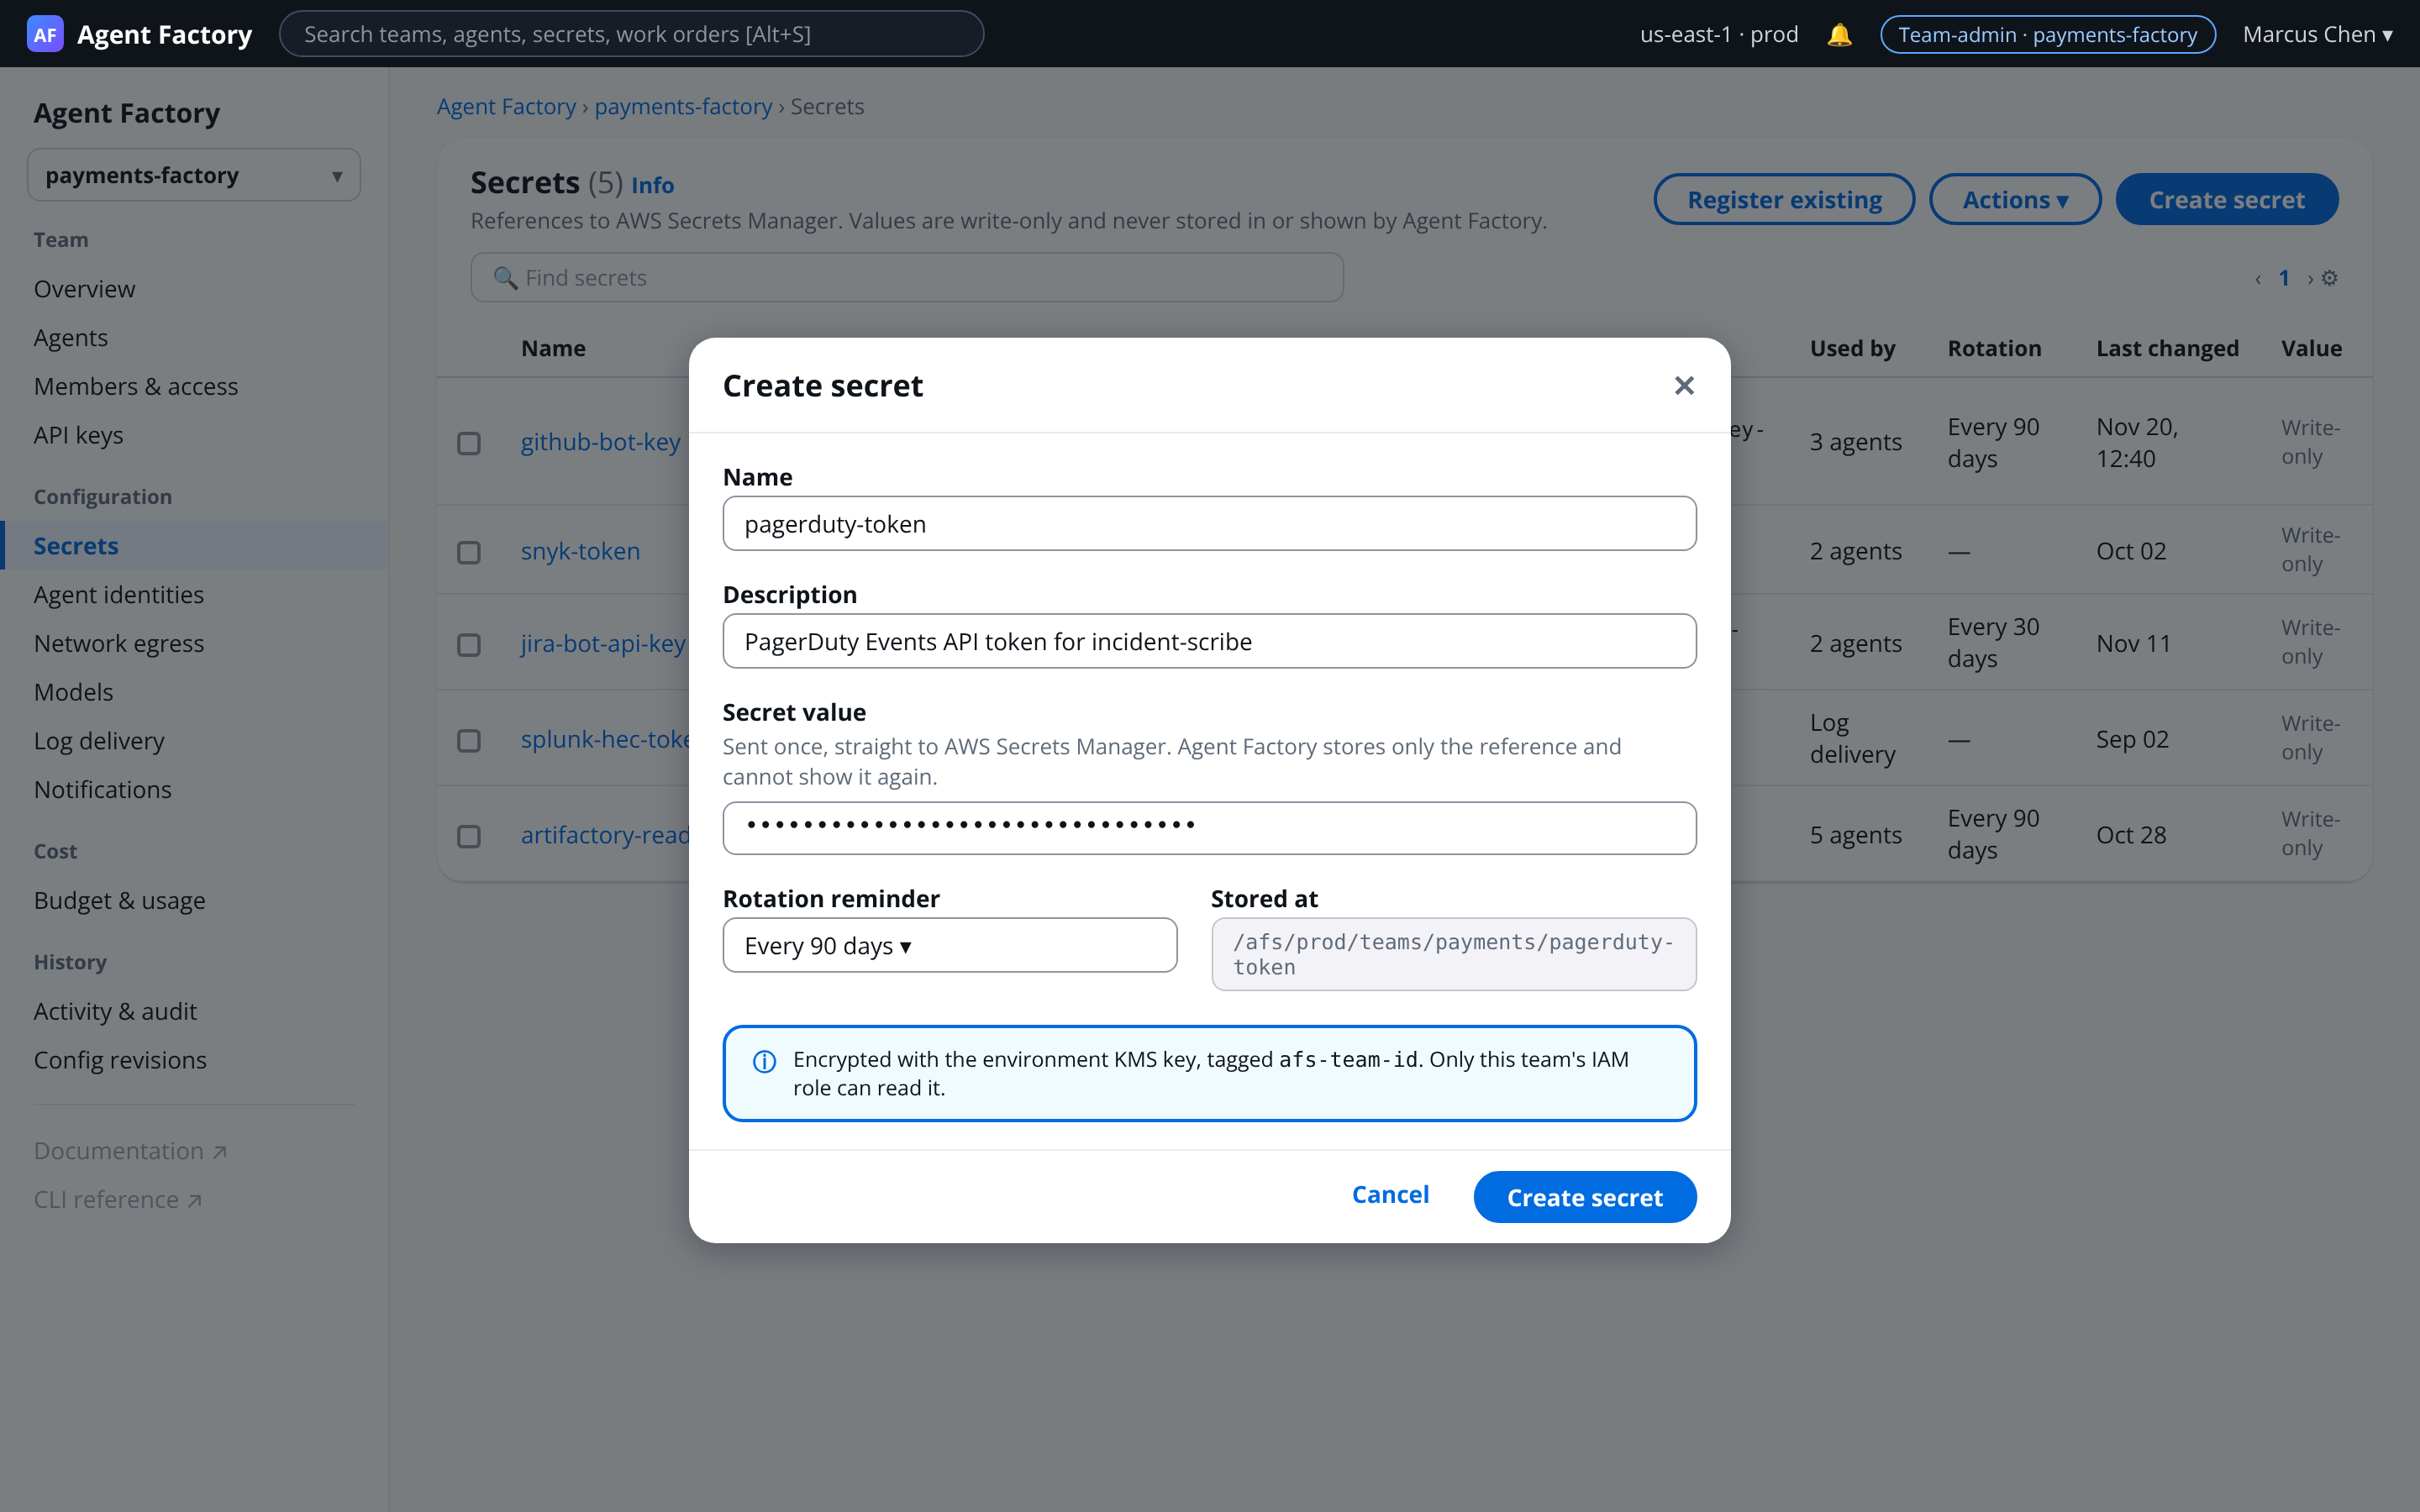 AF Agent Factory Search teams, agents, secrets, work orders [Alt+S] us-east-1 · prod Team-admin · payments-factory Marcus Chen ▾
Agent Factory
payments-factory ▾
Team
Overview
Agents
Members & access
API keys
Configuration
Secrets
Agent identities
Network egress
Models
Log delivery
Notifications
Cost
Budget & usage
History
Activity & audit
Config revisions
Documentation ↗
CLI reference ↗
Agent Factory › payments-factory › Secrets
Secrets (5) Info
References to AWS Secrets Manager. Values are write-only and never stored in or shown by Agent Factory.
Register existing Actions ▾ Create secret
Find secrets
‹ 1 ›
Name Used by Rotation Last changed Value
github-bot-key ey- 3 agents Every 90 days Nov 20, 12:40 Write-only
snyk-token 2 agents — Oct 02 Write-only
jira-bot-api-key - 2 agents Every 30 days Nov 11 Write-only
splunk-hec-toke Log delivery — Sep 02 Write-only
artifactory-read 5 agents Every 90 days Oct 28 Write-only
Create secret ✕
Name
pagerduty-token
Description
PagerDuty Events API token for incident-scribe
Secret value
Sent once, straight to AWS Secrets Manager. Agent Factory stores only the reference and
cannot show it again.
••••••••••••••••••••••••••••••••
Rotation reminder
Every 90 days ▾
Stored at
/afs/prod/teams/payments/pagerduty-
token
Encrypted with the environment KMS key, tagged afs-team-id. Only this team's IAM
role can read it.
Cancel Create secret